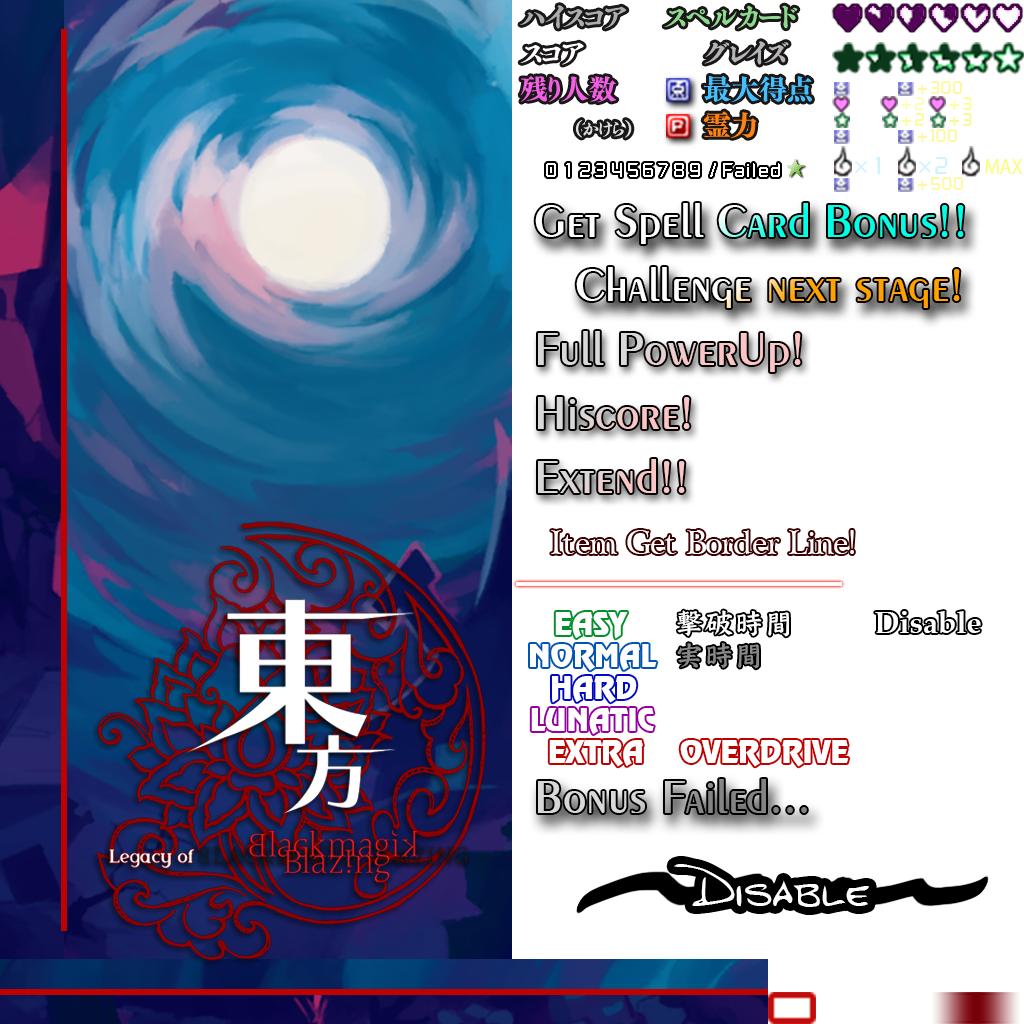 ハイスコア スペルカード
スコア グレイズ
残り人数 最大得点
(かけら) P 霊力
+300
+2 +3
+2 +3
+100
×1 ×2 MAX
+500
0123456789/Failed
Get Spell Card Bonus!!
Challenge next stage!
Full PowerUp!
Hiscore!
Extend!!
Item Get Border Line!
EASY 撃破時間 Disable
NORMAL 実時間
HARD
LUNATIC
EXTRA OVERDRIVE
Bonus Failed...
Disable
東
方
Legacy of
Blackmagik
Blaz!ng